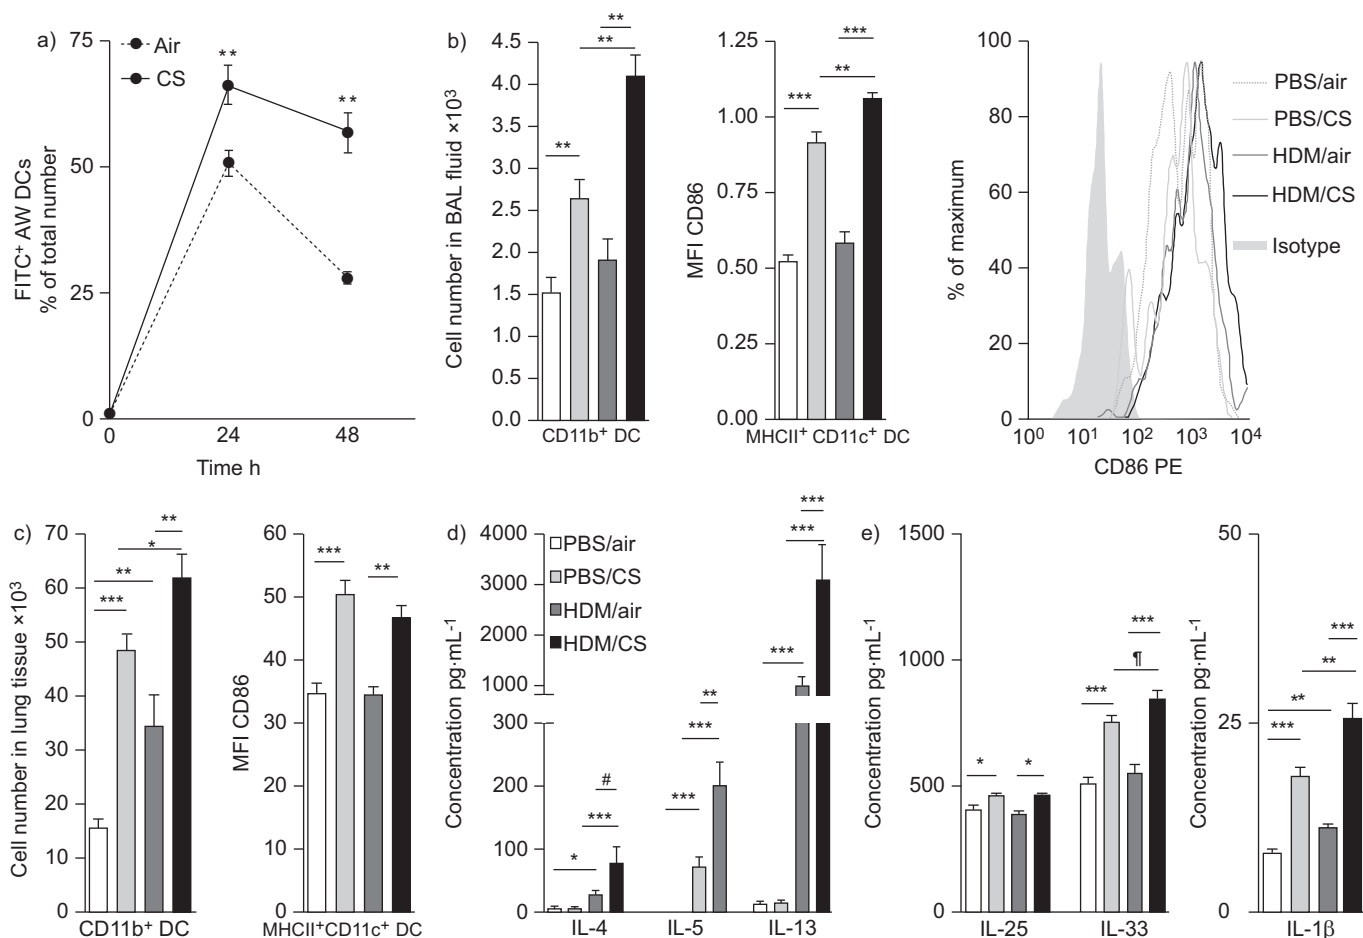 a)
75
50
25
0
FITC⁺ AW DCs
% of total number
Air
CS
**
**
0 24 48
Time h
b)
Cell number in BAL fluid ×10³
4.5
4.0
3.5
3.0
2.5
2.0
1.5
1.0
0.5
0.0
**
**
**
CD11b⁺ DC
MFI CD86
1.25
1.00
0.75
0.50
0.25
0.00
***
**
***
MHCII⁺ CD11c⁺ DC
% of maximum
100
80
60
40
20
0
10⁰ 10¹ 10² 10³ 10⁴
CD86 PE
PBS/air
PBS/CS
HDM/air
HDM/CS
Isotype
c)
Cell number in lung tissue ×10³
70
60
50
40
30
20
10
0
**
*
**
***
CD11b⁺ DC
MFI CD86
60
50
40
30
20
10
0
***
**
MHCII⁺CD11c⁺ DC
d)
Concentration pg·mL⁻¹
4000
3000
2000
1000
300
200
100
0
PBS/air
PBS/CS
HDM/air
HDM/CS
*
***
#
***
***
**
***
***
***
IL-4 IL-5 IL-13
e)
Concentration pg·mL⁻¹
1500
1000
500
0
*
*
***
¶
***
IL-25 IL-33
Concentration pg·mL⁻¹
50
25
0
***
**
**
***
IL-1β